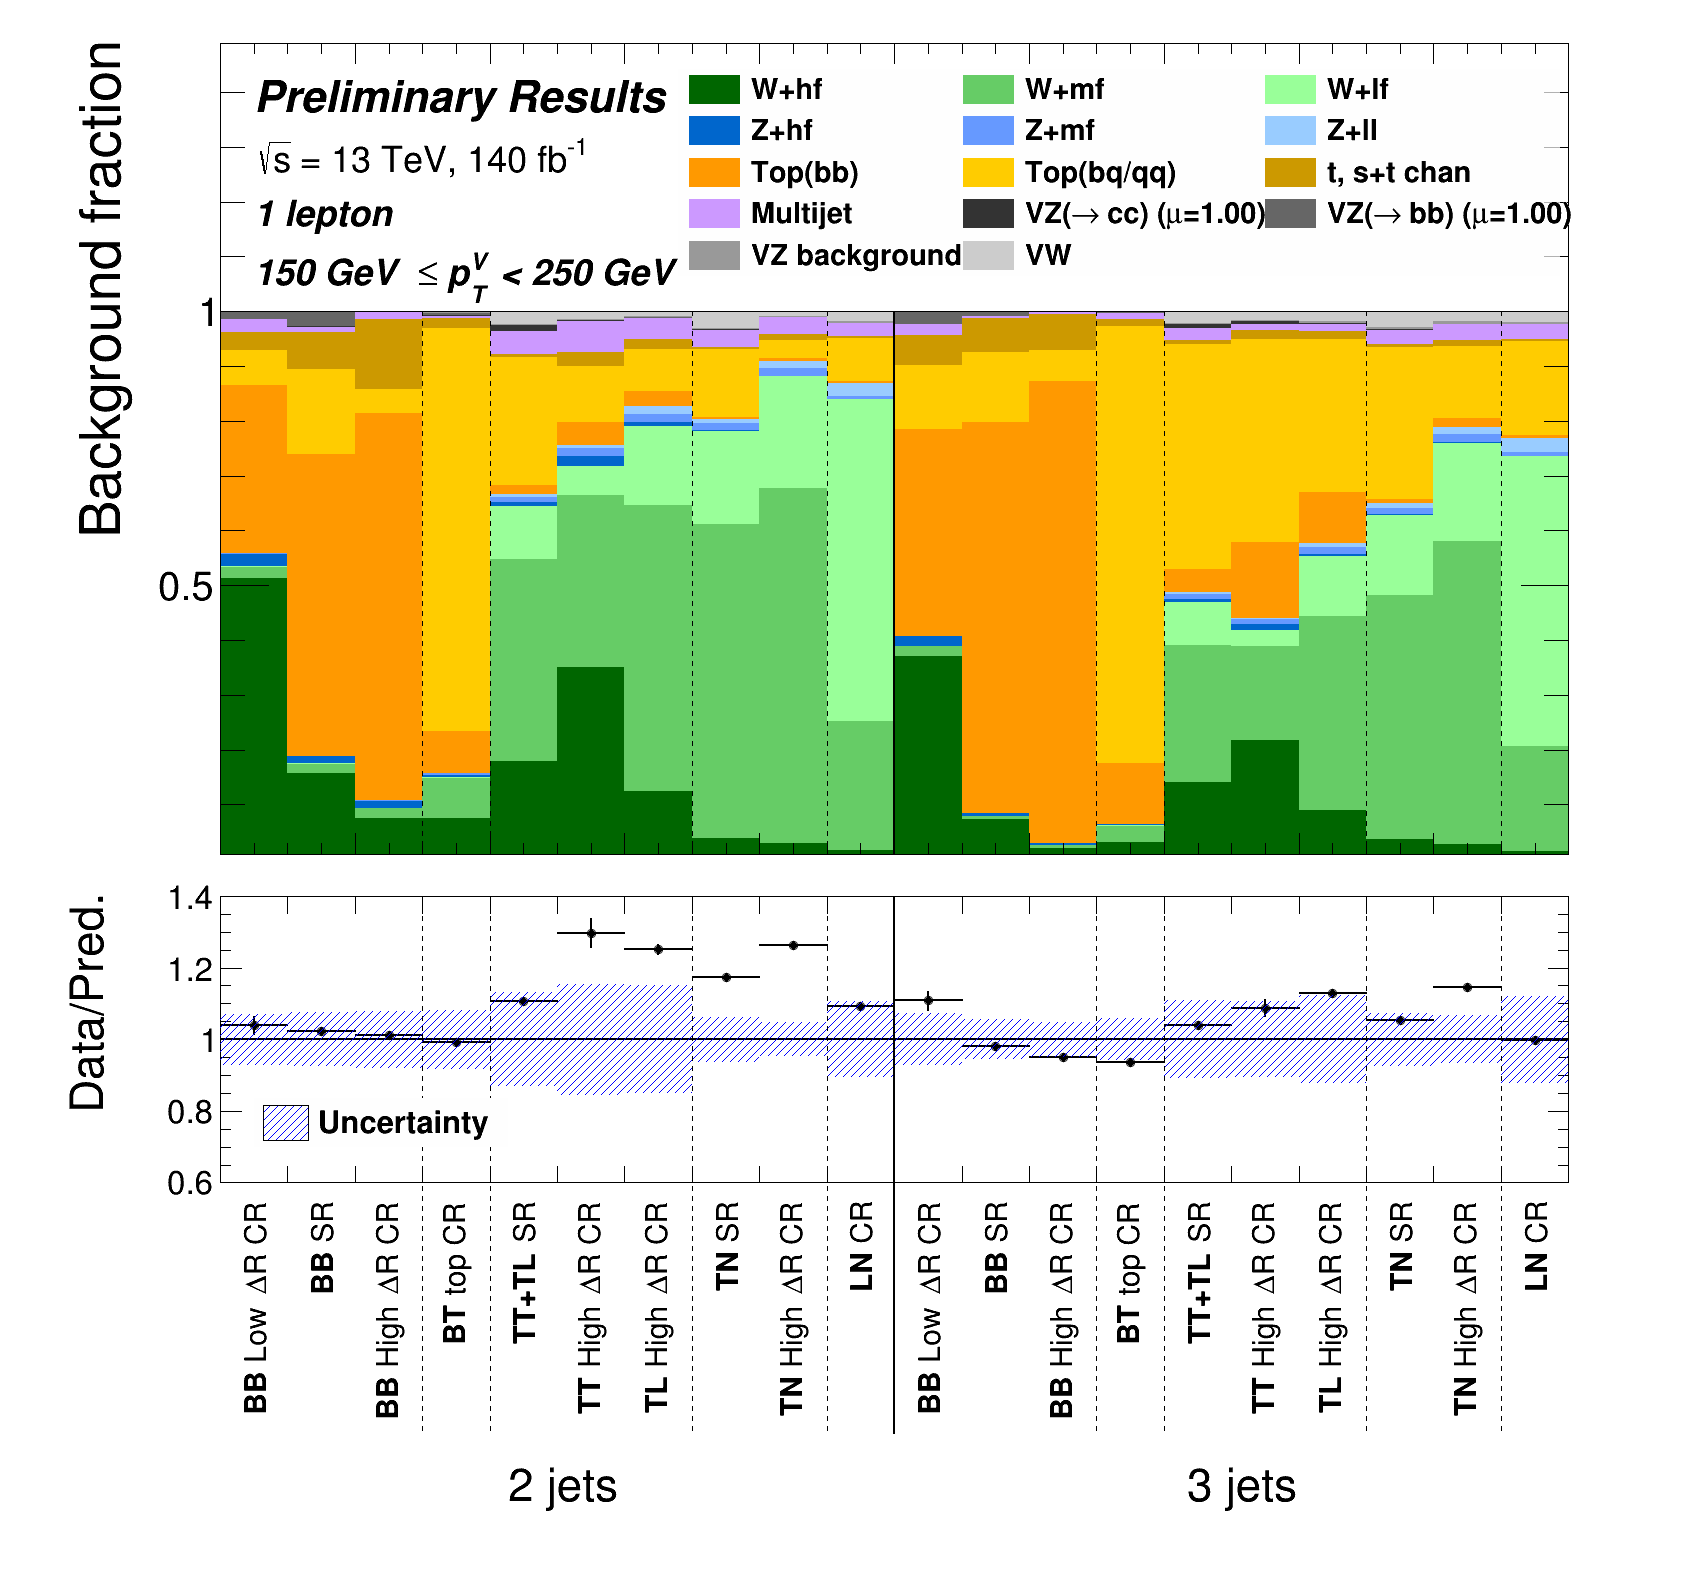 Background fraction
Preliminary Results
√s = 13 TeV, 140 fb⁻¹
1 lepton
150 GeV ≤ p_T^V < 250 GeV
W+hf
W+mf
W+lf
Z+hf
Z+mf
Z+ll
Top(bb)
Top(bq/qq)
t, s+t chan
Multijet
VZ(→ cc) (μ=1.00)
VZ(→ bb) (μ=1.00)
VZ background
VW
1
0.5
Data/Pred.
1.4
1.2
1
0.8
0.6
Uncertainty
BB Low ΔR CR
BB SR
BB High ΔR CR
BT top CR
TT+TL SR
TT High ΔR CR
TL High ΔR CR
TN SR
TN High ΔR CR
LN CR
BB Low ΔR CR
BB SR
BB High ΔR CR
BT top CR
TT+TL SR
TT High ΔR CR
TL High ΔR CR
TN SR
TN High ΔR CR
LN CR
2 jets
3 jets